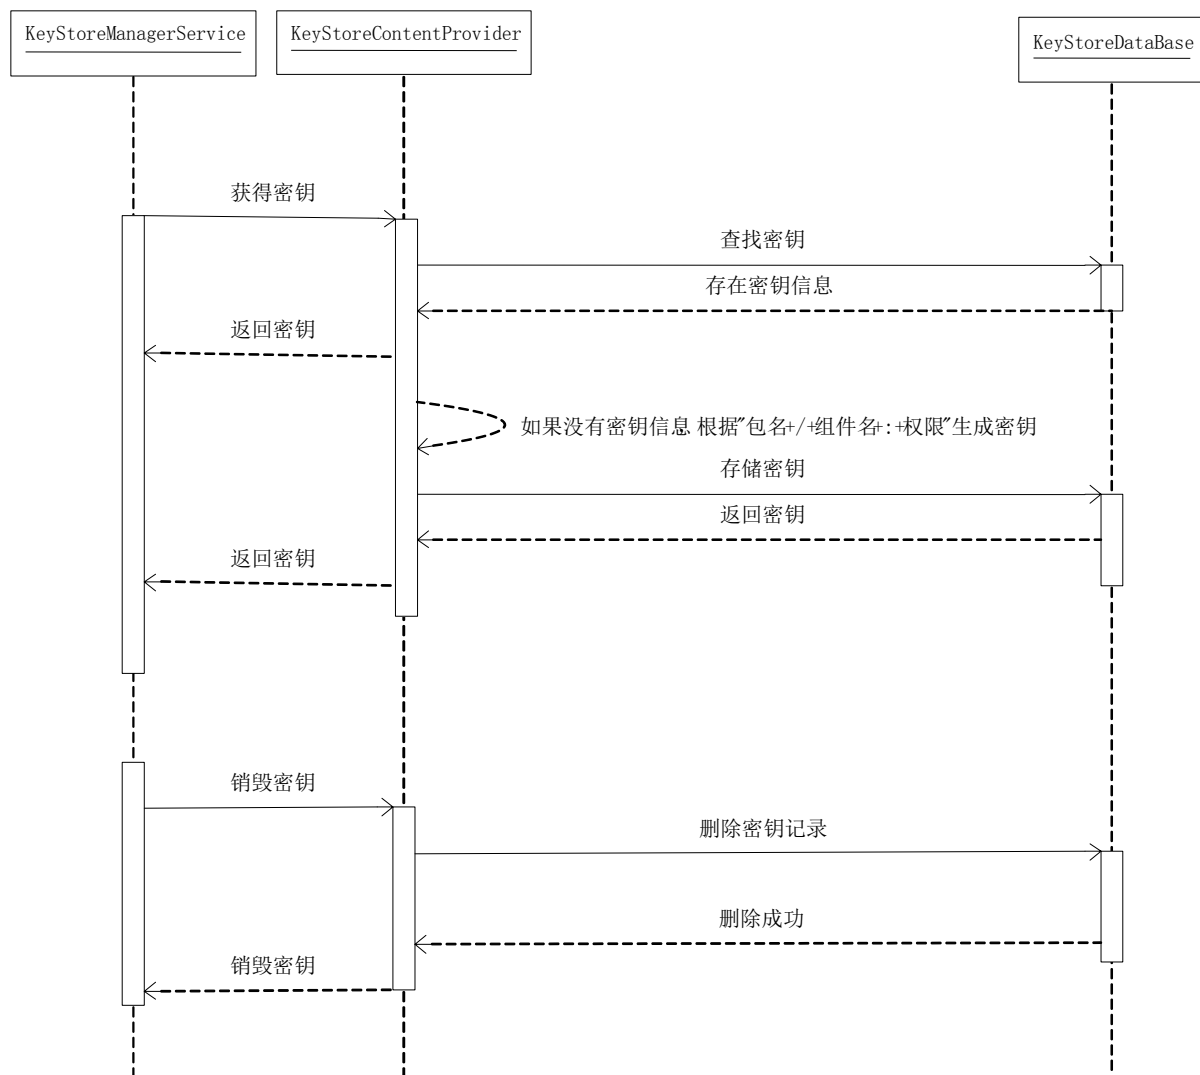 KeyStoreManagerService
KeyStoreContentProvider
KeyStoreDataBase
获得密钥
查找密钥
存在密钥信息
返回密钥
如果没有密钥信息 根据"包名+/+组件名+:+权限"生成密钥
存储密钥
返回密钥
返回密钥
销毁密钥
删除密钥记录
删除成功
销毁密钥